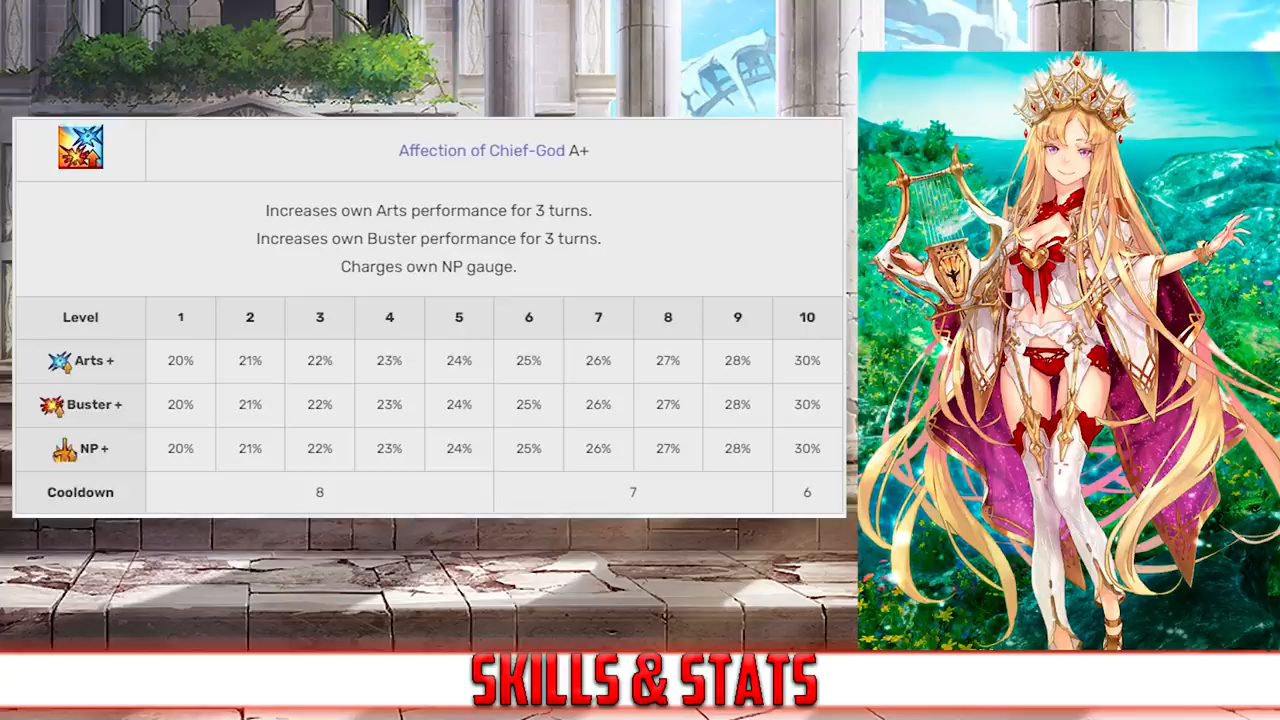 Affection of Chief-God A+
Increases own Arts performance for 3 turns.
Increases own Buster performance for 3 turns.
Charges own NP gauge.
Level 1 2 3 4 5 6 7 8 9 10
Arts + 20% 21% 22% 23% 24% 25% 26% 27% 28% 30%
Buster + 20% 21% 22% 23% 24% 25% 26% 27% 28% 30%
NP + 20% 21% 22% 23% 24% 25% 26% 27% 28% 30%
Cooldown 8 7 6
SKILLS & STATS